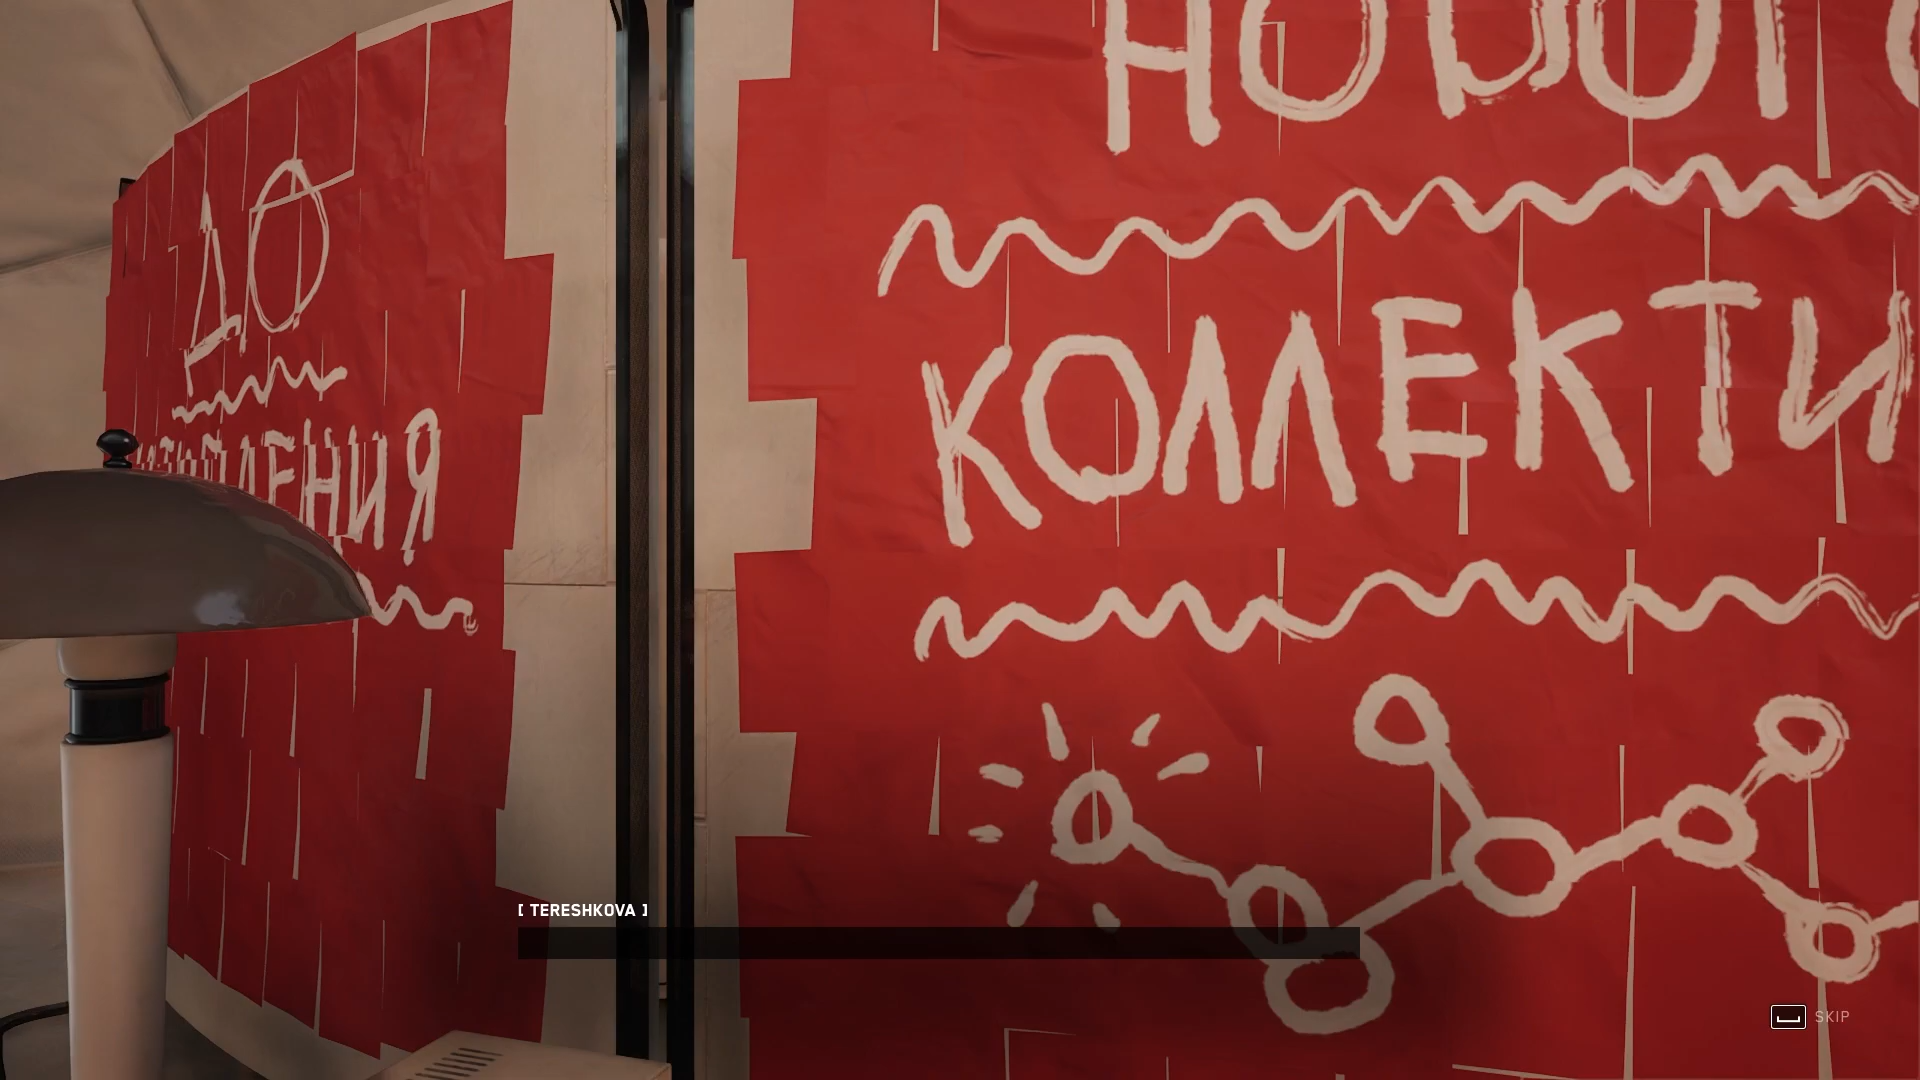 ДО
НОВОГО
КОЛЛЕКТИ
[ TERESHKOVA ]
SKIP